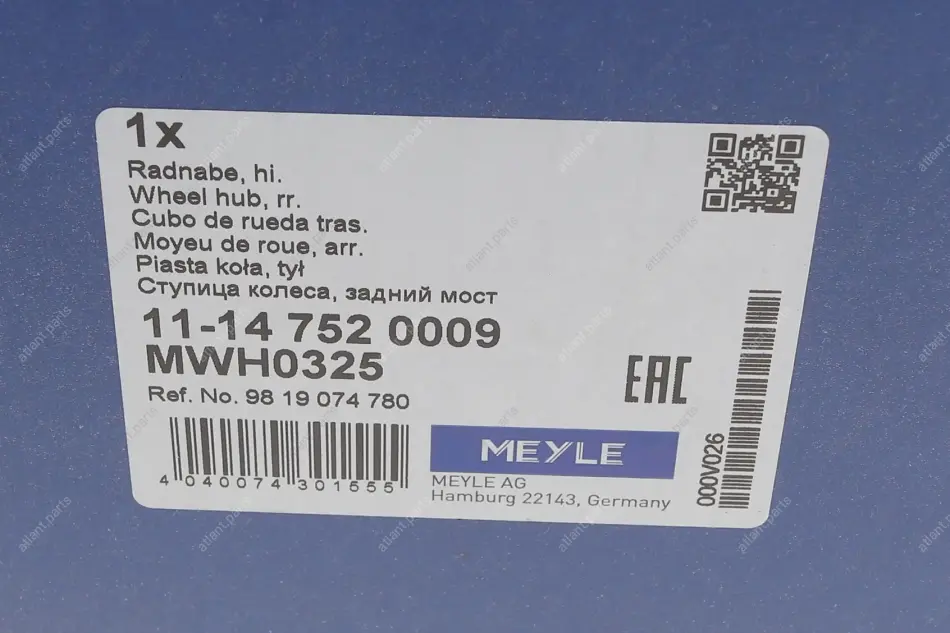 1x
Radnabe, hi.
Wheel hub, rr.
Cubo de rueda tras.
Moyeu de roue, arr.
Piasta koła, tył
Ступица колеса, задний мост
11-14 752 0009
MWH0325
Ref. No. 98 19 074 780
EAC
4 040074 301555
MEYLE
MEYLE AG
Hamburg 22143, Germany
000V026
atlant.parts